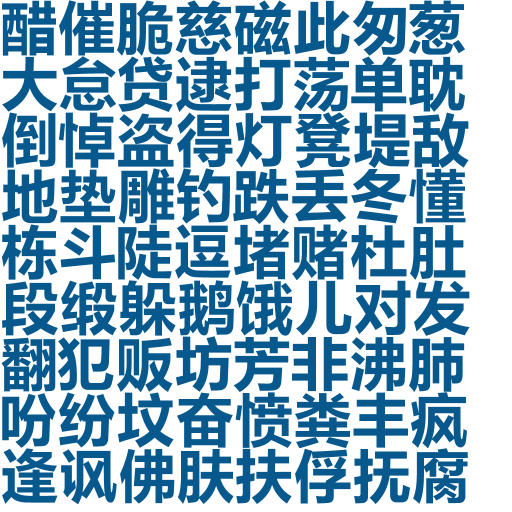 醋催脆慈磁此匆葱
大怠贷逮打荡单耽
倒悼盗得灯凳堤敌
地垫雕钓跌丢冬懂
栋斗陡逗堵赌杜肚
段缎躲鹅饿儿对发
翻犯贩坊芳非沸肺
吩纷坟奋愤粪丰疯
逢讽佛肤扶俘抚腐